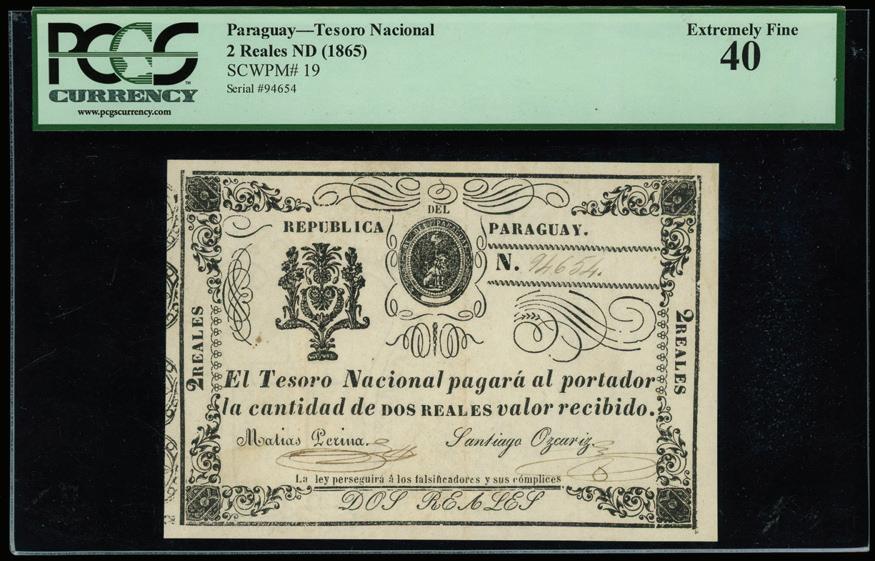 PCGS
CURRENCY
www.pcgscurrency.com
Paraguay—Tesoro Nacional
2 Reales ND (1865)
SCWPM# 19
Serial #94654
Extremely Fine
40
DEL
REPUBLICA PARAGUAY.
N. 94654.
2 REALES
2 REALES
El Tesoro Nacional pagará al portador
la cantidad de DOS REALES valor recibido.
Matias Perina. Santiago Ozcariz.
La ley perseguirá á los falsificadores y sus cómplices
DOS REALES